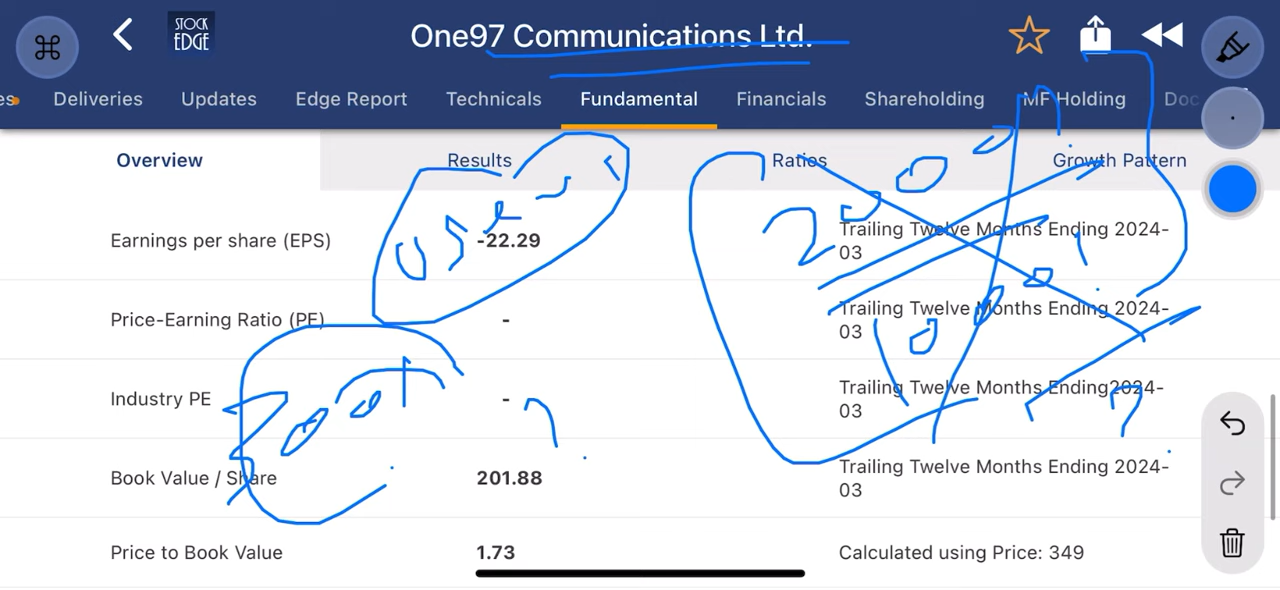 STOCK EDGE
One97 Communications Ltd.
Deliveries Updates Edge Report Technicals Fundamental Financials Shareholding MF Holding
Overview Results Ratios Growth Pattern
Earnings per share (EPS) -22.29 Trailing Twelve Months Ending 2024-03
Price-Earning Ratio (PE) - Trailing Twelve Months Ending 2024-03
Industry PE - Trailing Twelve Months Ending 2024-03
Book Value / Share 201.88 Trailing Twelve Months Ending 2024-03
Price to Book Value 1.73 Calculated using Price: 349